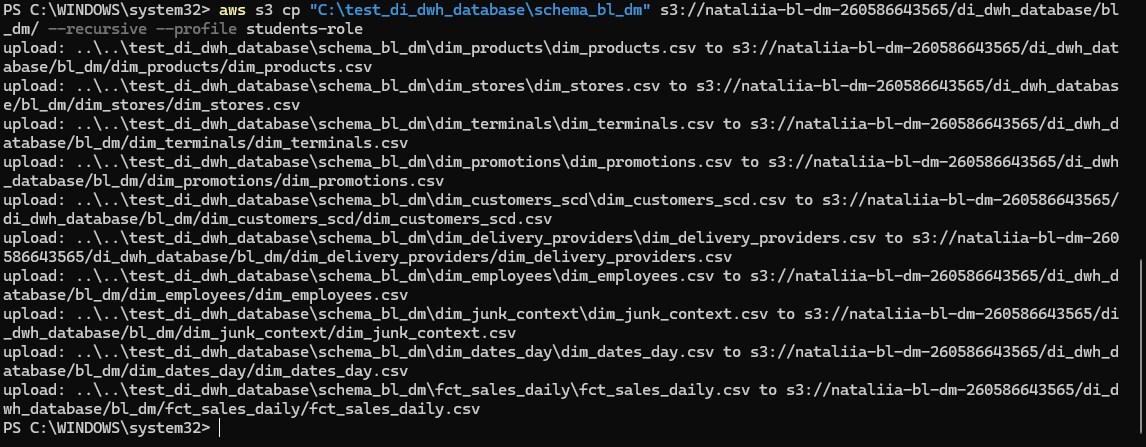 PS C:\WINDOWS\system32> aws s3 cp "C:\test_di_dwh_database\schema_bl_dm" s3://nataliia-bl-dm-260586643565/di_dwh_database/bl
_dm/ --recursive --profile students-role
upload: ..\..\test_di_dwh_database\schema_bl_dm\dim_products\dim_products.csv to s3://nataliia-bl-dm-260586643565/di_dwh_dat
abase/bl_dm/dim_products/dim_products.csv
upload: ..\..\test_di_dwh_database\schema_bl_dm\dim_stores\dim_stores.csv to s3://nataliia-bl-dm-260586643565/di_dwh_databas
e/bl_dm/dim_stores/dim_stores.csv
upload: ..\..\test_di_dwh_database\schema_bl_dm\dim_terminals\dim_terminals.csv to s3://nataliia-bl-dm-260586643565/di_dwh_d
atabase/bl_dm/dim_terminals/dim_terminals.csv
upload: ..\..\test_di_dwh_database\schema_bl_dm\dim_promotions\dim_promotions.csv to s3://nataliia-bl-dm-260586643565/di_dwh
_database/bl_dm/dim_promotions/dim_promotions.csv
upload: ..\..\test_di_dwh_database\schema_bl_dm\dim_customers_scd\dim_customers_scd.csv to s3://nataliia-bl-dm-260586643565/
di_dwh_database/bl_dm/dim_customers_scd/dim_customers_scd.csv
upload: ..\..\test_di_dwh_database\schema_bl_dm\dim_delivery_providers\dim_delivery_providers.csv to s3://nataliia-bl-dm-260
586643565/di_dwh_database/bl_dm/dim_delivery_providers/dim_delivery_providers.csv
upload: ..\..\test_di_dwh_database\schema_bl_dm\dim_employees\dim_employees.csv to s3://nataliia-bl-dm-260586643565/di_dwh_d
atabase/bl_dm/dim_employees/dim_employees.csv
upload: ..\..\test_di_dwh_database\schema_bl_dm\dim_junk_context\dim_junk_context.csv to s3://nataliia-bl-dm-260586643565/di
_dwh_database/bl_dm/dim_junk_context/dim_junk_context.csv
upload: ..\..\test_di_dwh_database\schema_bl_dm\dim_dates_day\dim_dates_day.csv to s3://nataliia-bl-dm-260586643565/di_dwh_d
atabase/bl_dm/dim_dates_day/dim_dates_day.csv
upload: ..\..\test_di_dwh_database\schema_bl_dm\fct_sales_daily\fct_sales_daily.csv to s3://nataliia-bl-dm-260586643565/di_d
wh_database/bl_dm/fct_sales_daily/fct_sales_daily.csv
PS C:\WINDOWS\system32>